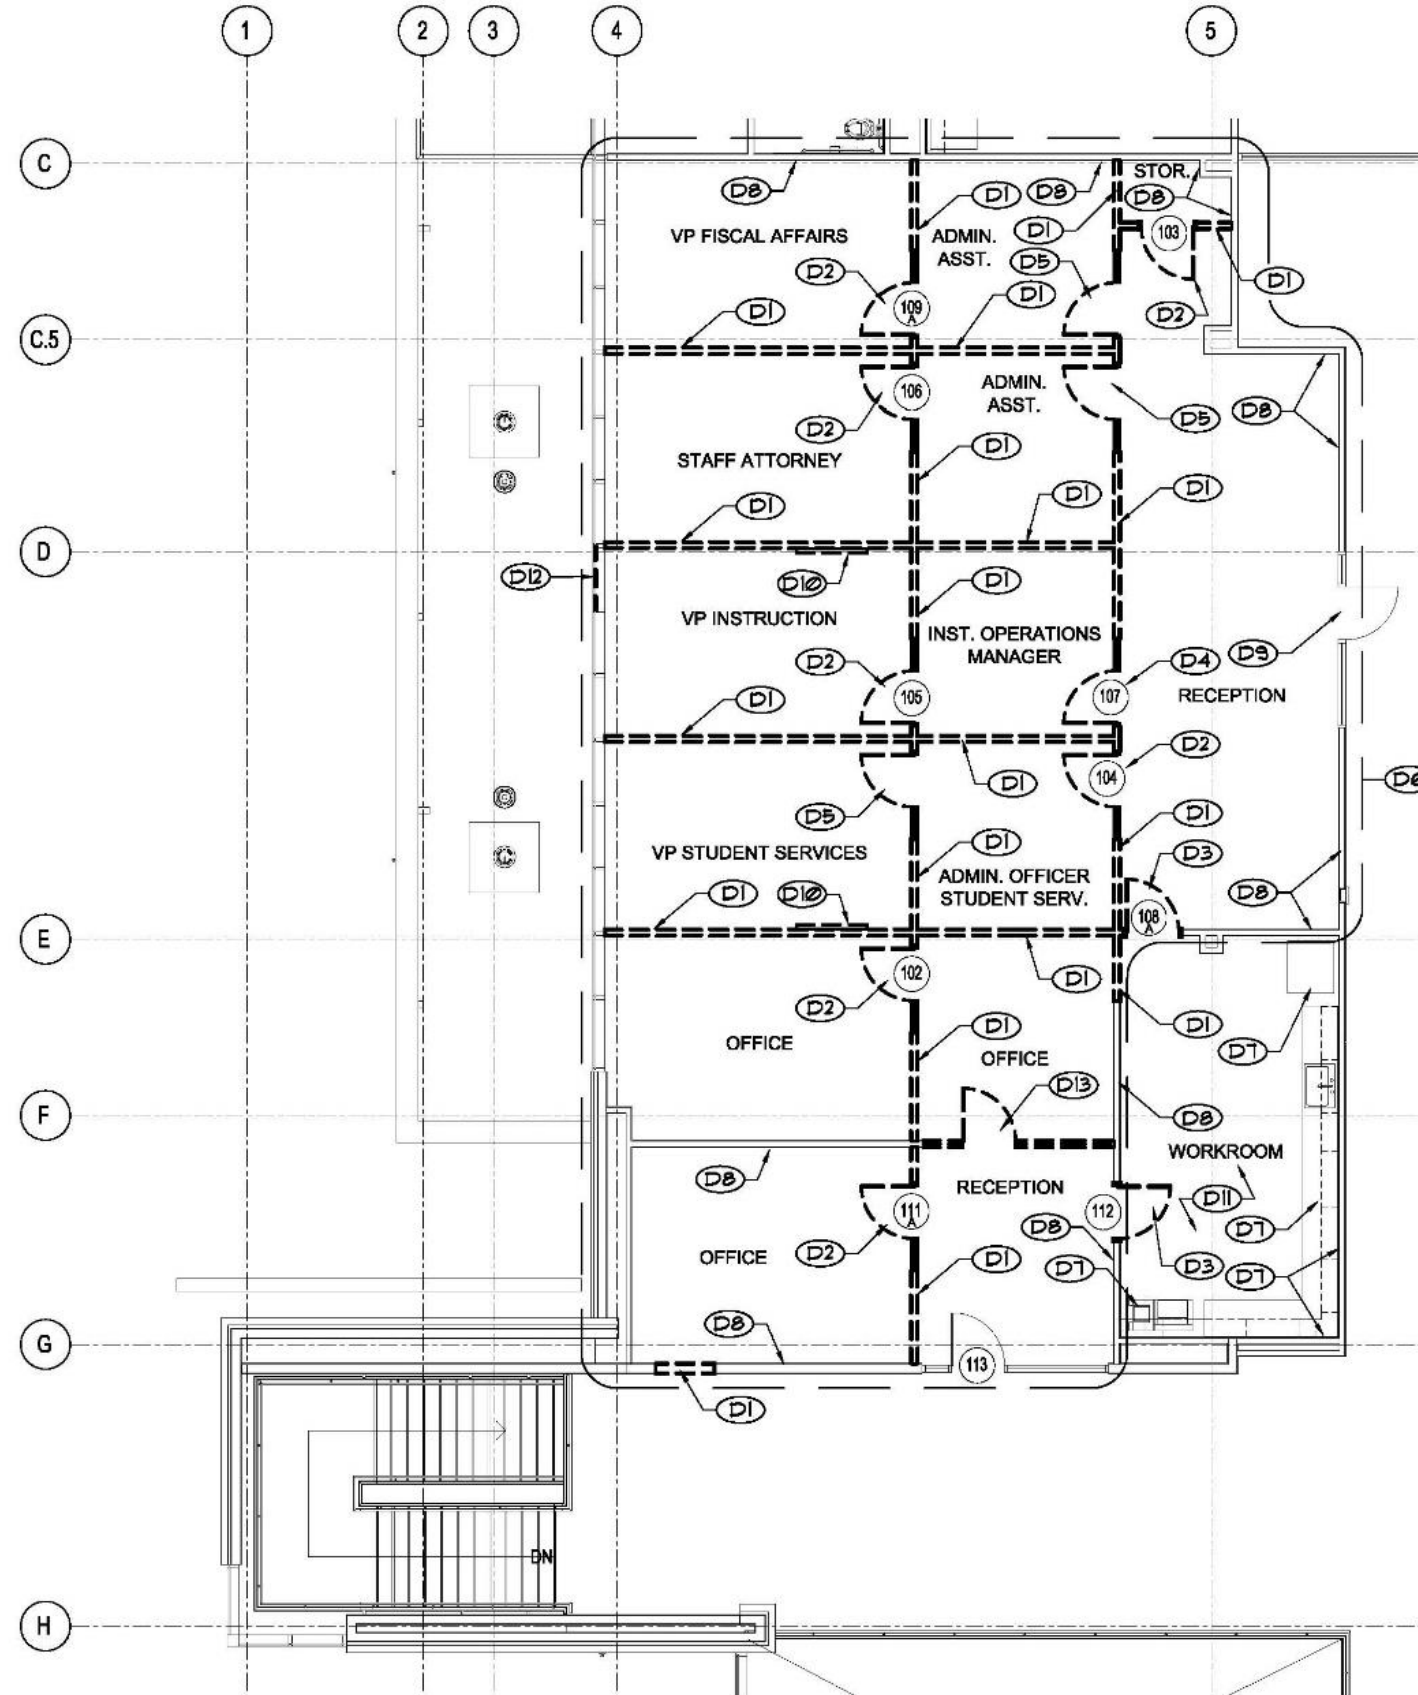 1 2 3 4 5
C
STOR.
D8 D1 D8 D8
VP FISCAL AFFAIRS
ADMIN.
ASST.
D1
103
D2 D5 D1
D1 109 A D1 D2
C.5
106
ADMIN.
ASST.
D8
D2 D1 D5
STAFF ATTORNEY
D1 D1 D1
D
D12 D10 D1
VP INSTRUCTION
INST. OPERATIONS
MANAGER
D2 D4 D9
D1 105 107
RECEPTION
D2
104
D1
D5 D1
VP STUDENT SERVICES
D1 D3
ADMIN. OFFICER
STUDENT SERV.
D1 D10 D8
108 A
E
102 D1
D2 D1 D1
OFFICE
OFFICE
D7
D13
F
D8
WORKROOM
D8
RECEPTION
D11
111 A 112
D8 D7
OFFICE
D2 D1 D7 D3 D7
D8
G
113
D1
DN
H